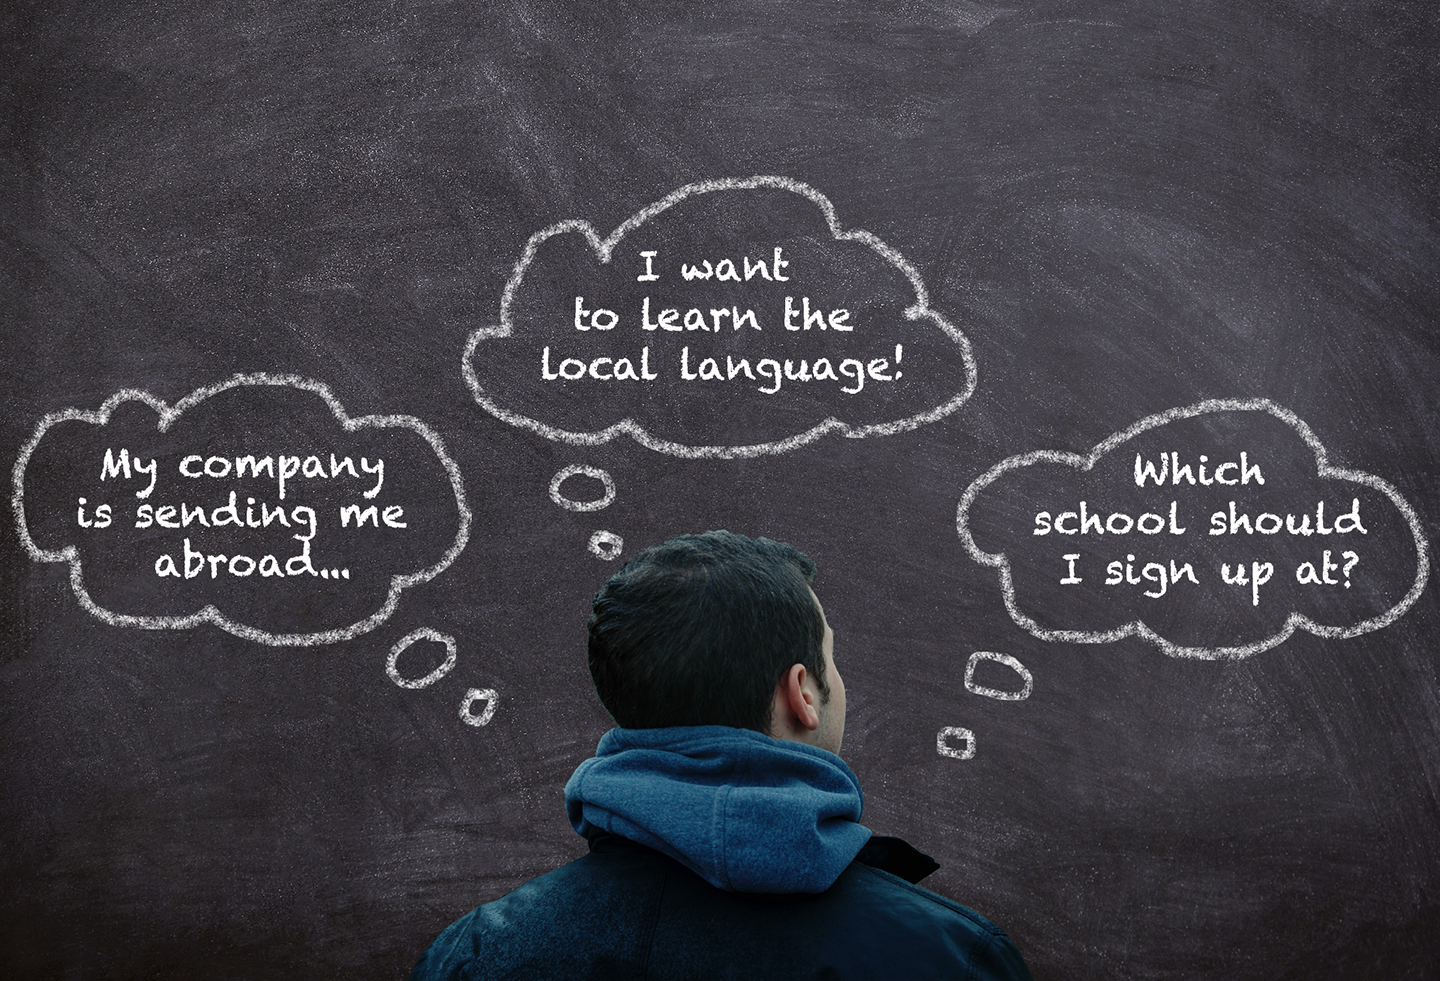 My company
is sending me
abroad...
I want
to learn the
local language!
Which
school should
I sign up at?